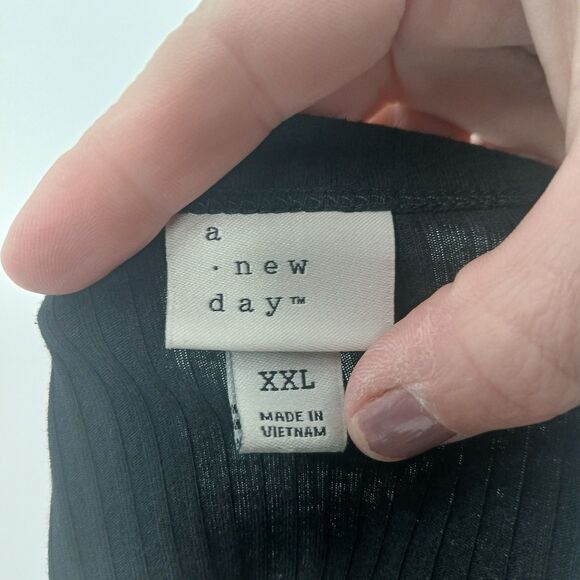 a
· new
day™
XXL
MADE IN
VIETNAM